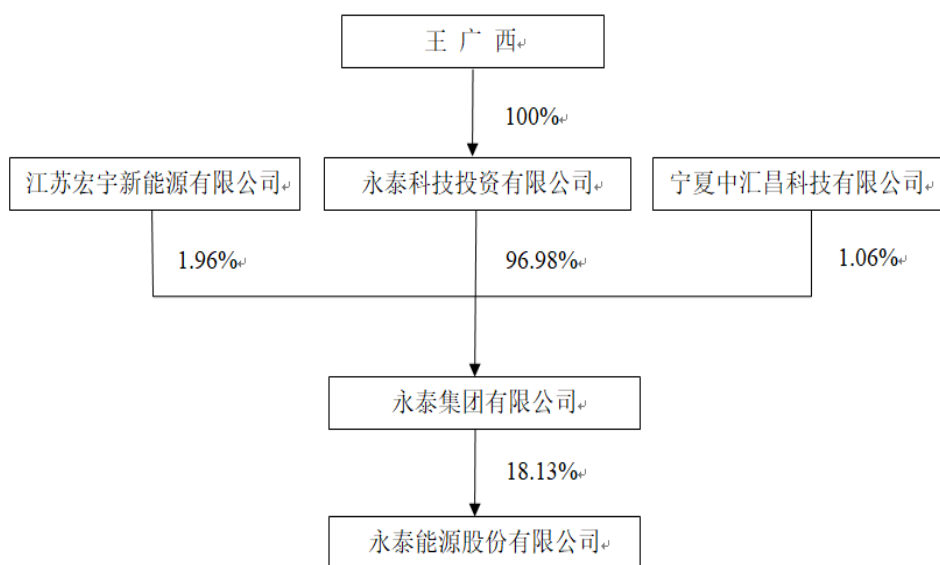 王 广 西
100%
江苏宏宇新能源有限公司
永泰科技投资有限公司
宁夏中汇昌科技有限公司
1.96%
96.98%
1.06%
永泰集团有限公司
18.13%
永泰能源股份有限公司